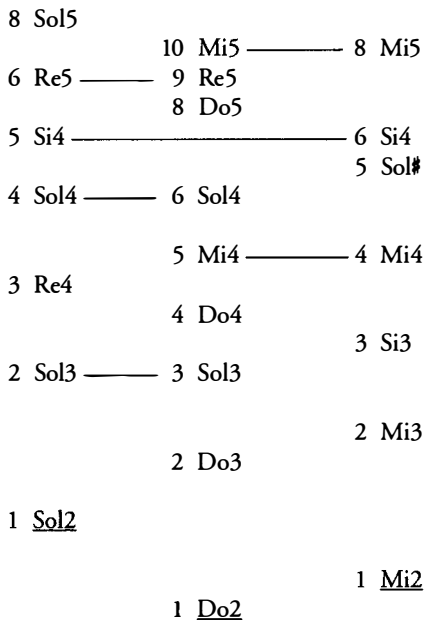 8 Sol5
10 Mi5 8 Mi5
6 Re5 9 Re5
8 Do5
5 Si4 6 Si4
5 Sol#
4 Sol4 6 Sol4
5 Mi4 4 Mi4
3 Re4
4 Do4
3 Si3
2 Sol3 3 Sol3
2 Mi3
2 Do3
1 Sol2
1 Mi2
1 Do2